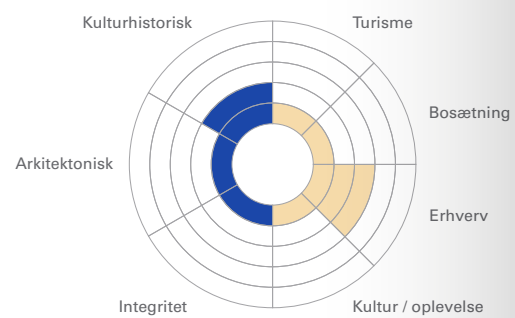 Kulturhistorisk
Turisme
Bosætning
Arkitektonisk
Erhverv
Integritet
Kultur / oplevelse